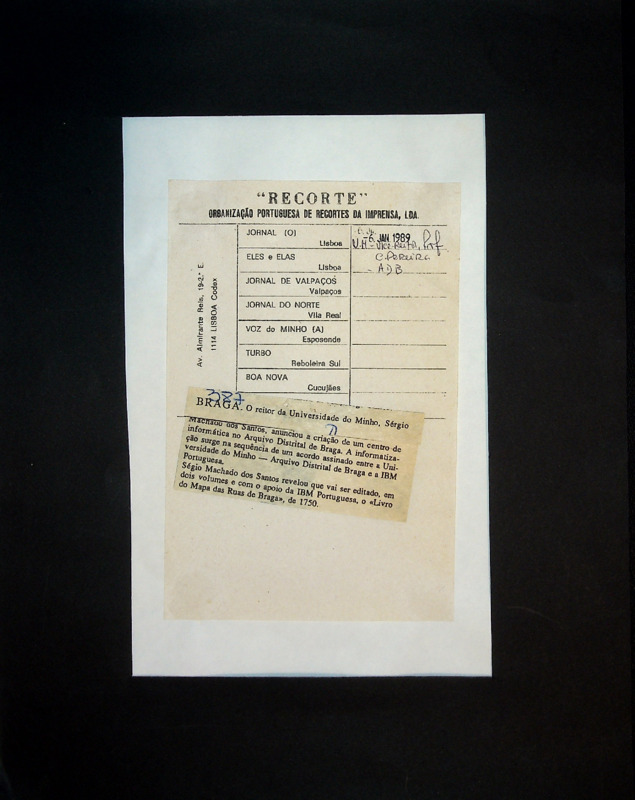 "RECORTE"
ORGANIZAÇÃO PORTUGUESA DE RECORTES DA IMPRENSA, LDA.
Av. Almirante Reis, 19-2.º E.
1114 LISBOA Codex
JORNAL (O)
Lisboa
-6. JAN 1989
ELES e ELAS
Lisboa
C. Pereira
- ADB
JORNAL DE VALPAÇOS
Valpaços
JORNAL DO NORTE
Vila Real
VOZ do MINHO (A)
Esposende
TURBO
Reboleira Sul
BOA NOVA
Cucujães
387
BRAGA. O reitor da Universidade do Minho, Sérgio
Machado dos Santos, anunciou a criação de um centro de
informática no Arquivo Distrital de Braga. A informatiza-
ção surge na sequência de um acordo assinado entre a Uni-
versidade do Minho — Arquivo Distrital de Braga e a IBM
Portuguesa.
Sérgio Machado dos Santos revelou que vai ser editado, em
dois volumes e com o apoio da IBM Portuguesa, o «Livro
do Mapa das Ruas de Braga», de 1750.